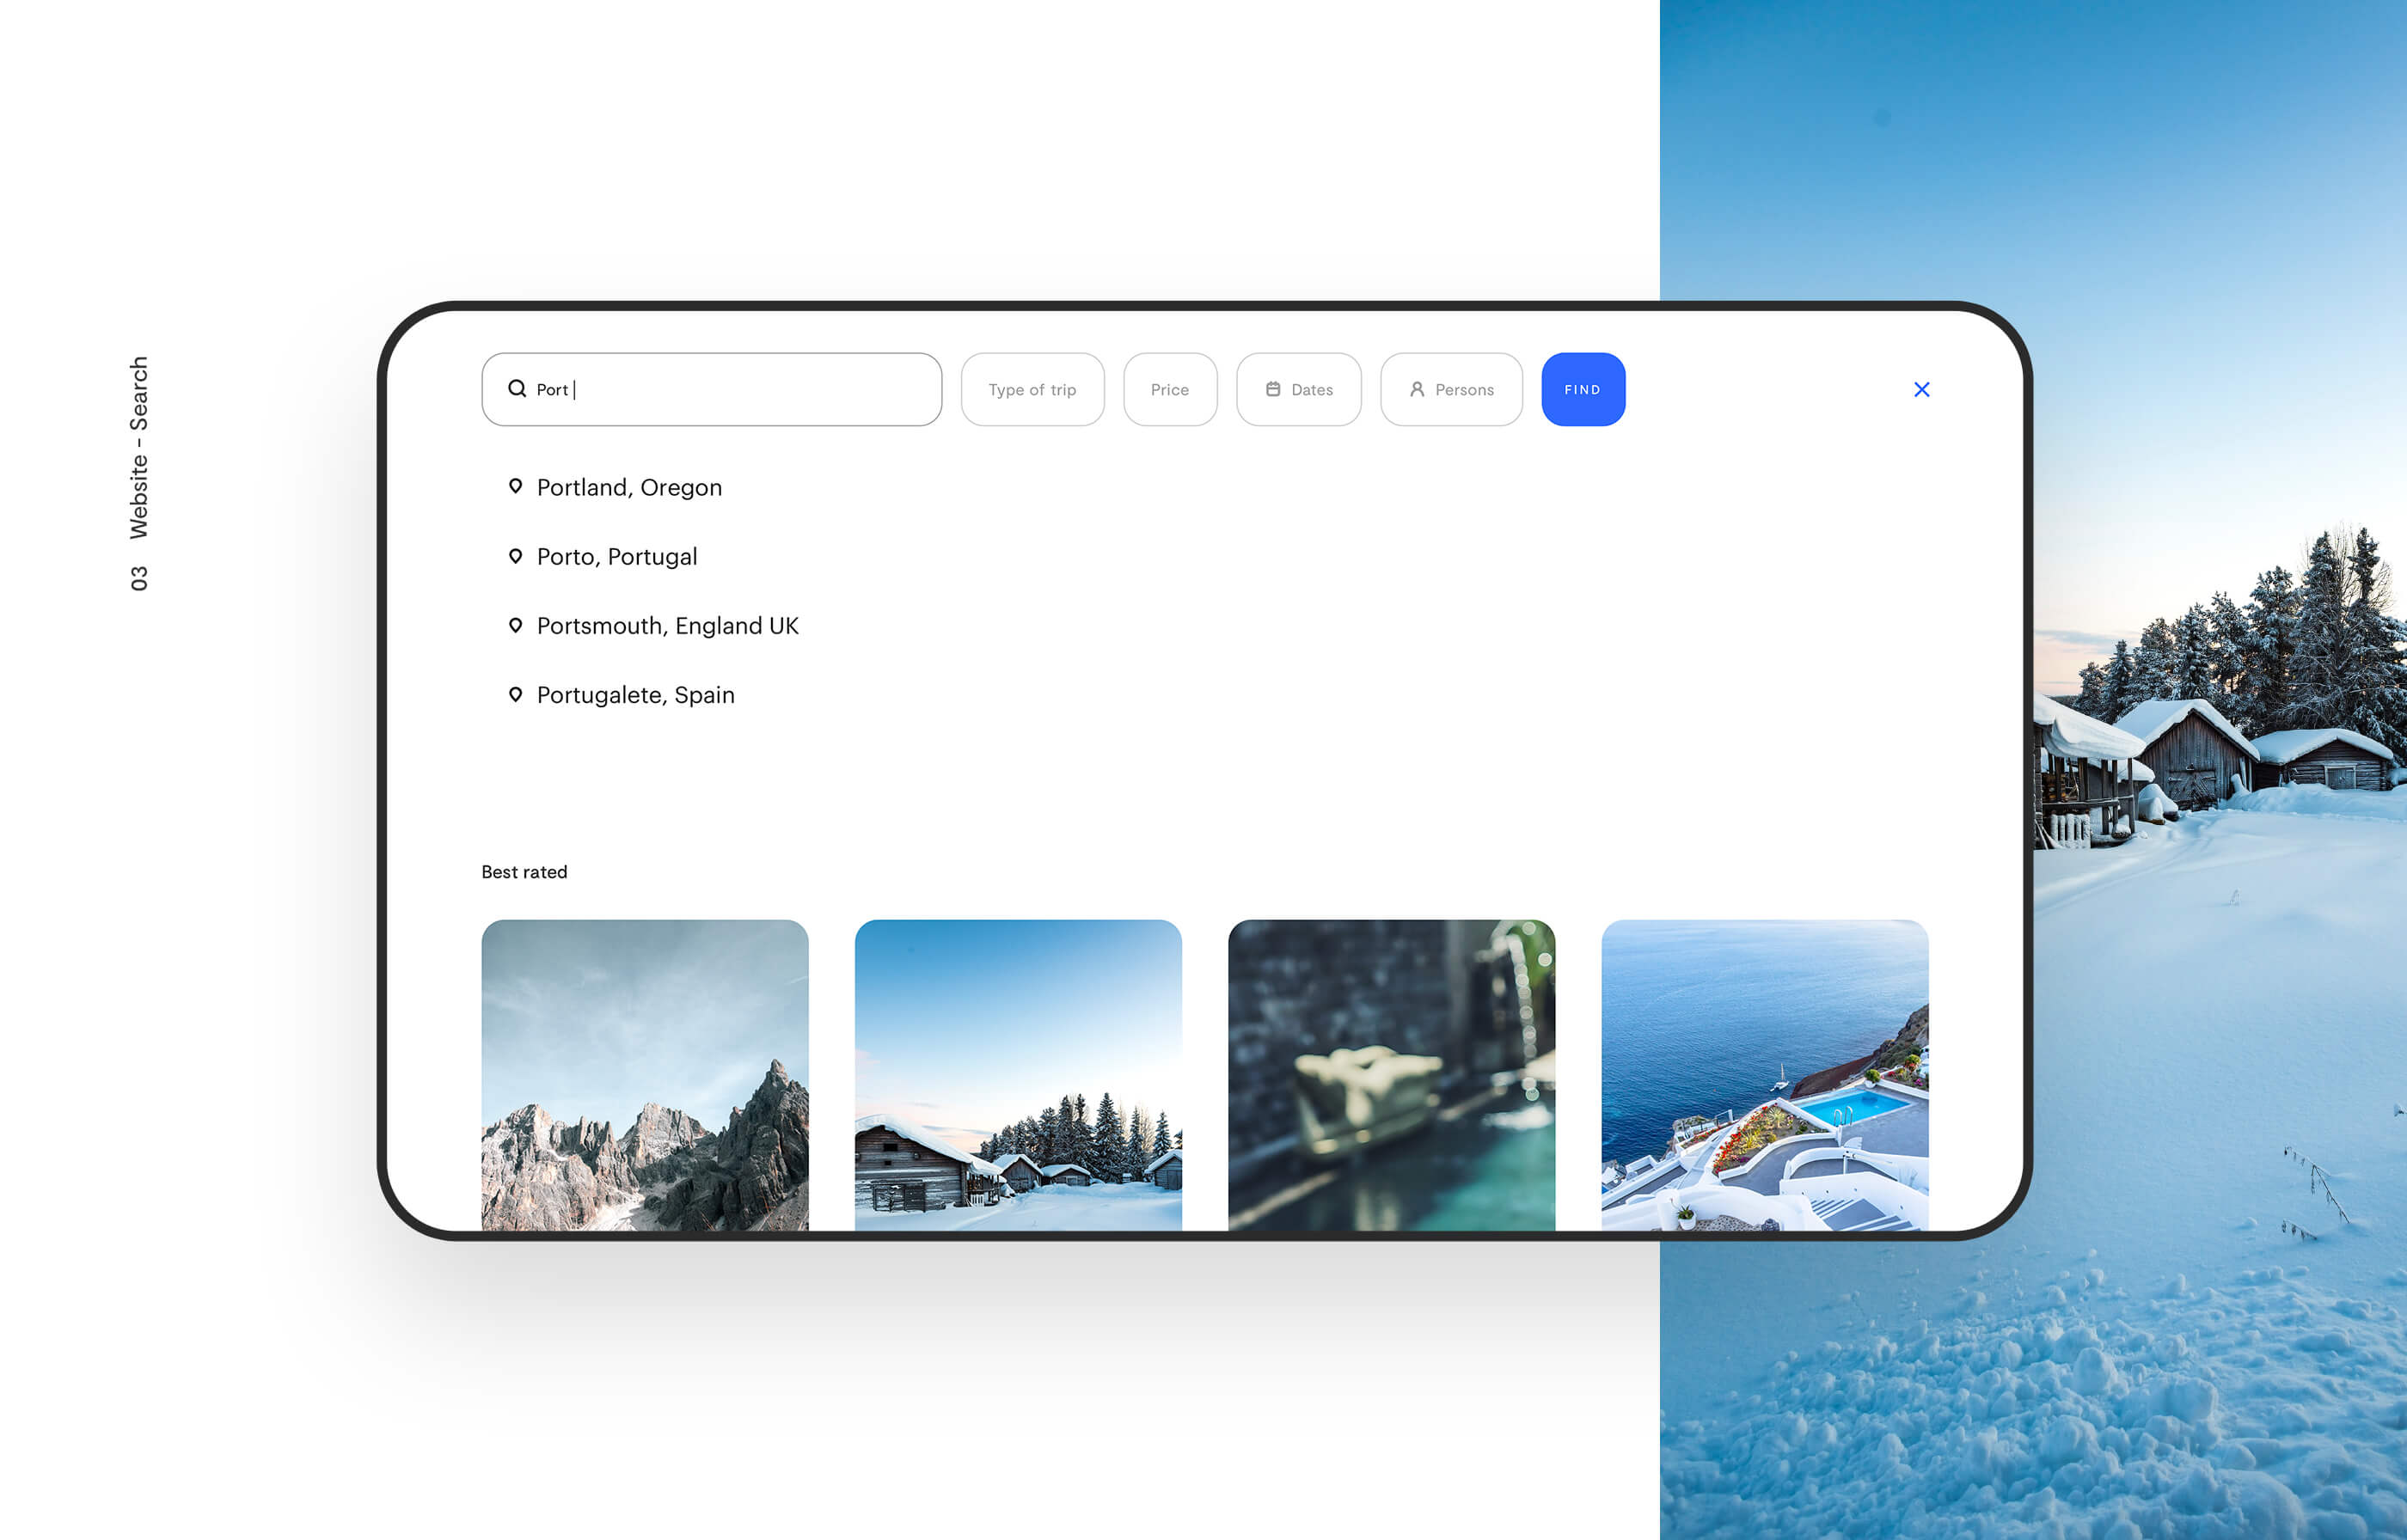 03 Website - Search
Port
Type of trip
Price
Dates
Persons
FIND
Portland, Oregon
Porto, Portugal
Portsmouth, England UK
Portugalete, Spain
Best rated